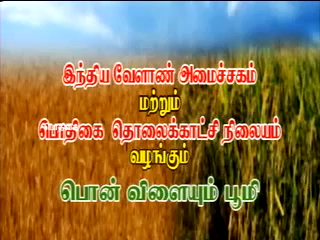 இந்திய வேளாண் அமைச்சகம்
மற்றும்
பொதிகை தொலைக்காட்சி நிலையம்
வழங்கும்
பொன் விளையும் பூமி